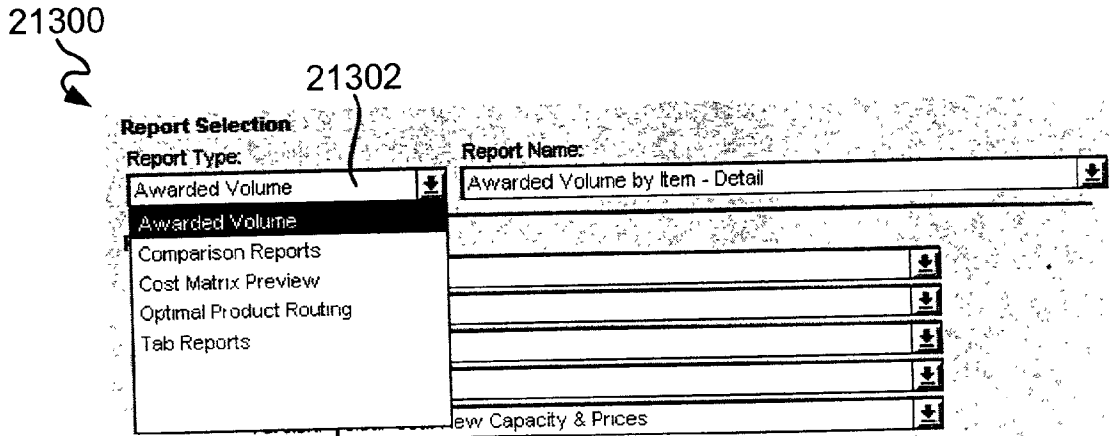 21300
21302
Report Selection
Report Type:
Report Name:
Awarded Volume
Awarded Volume by Item - Detail
Awarded Volume
Comparison Reports
Cost Matrix Preview
Optimal Product Routing
Tab Reports
Capacity & Prices